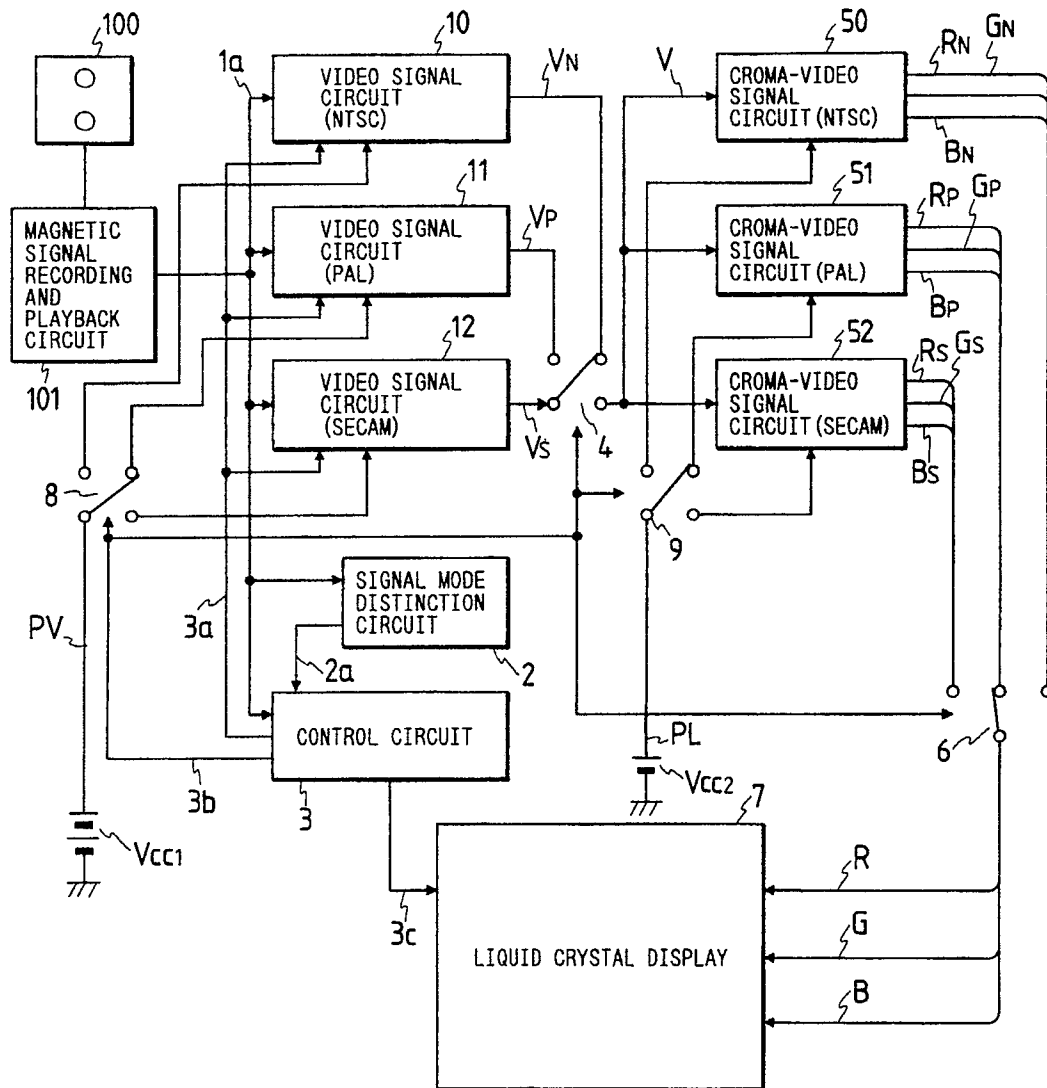 100
10
50
RN
GN
1a
VIDEO SIGNAL
CIRCUIT
(NTSC)
VN
V
CROMA-VIDEO
SIGNAL
CIRCUIT (NTSC)
BN
11
51
MAGNETIC
SIGNAL
RECORDING
AND
PLAYBACK
CIRCUIT
101
VIDEO SIGNAL
CIRCUIT
(PAL)
VP
CROMA-VIDEO
SIGNAL
CIRCUIT (PAL)
RP
GP
BP
12
52
VIDEO SIGNAL
CIRCUIT
(SECAM)
VS
4
CROMA-VIDEO
SIGNAL
CIRCUIT (SECAM)
RS
GS
BS
8
9
3a
SIGNAL MODE
DISTINCTION
CIRCUIT
2
2a
PV
CONTROL CIRCUIT
3
3b
PL
6
VCC1
VCC2
7
3c
LIQUID CRYSTAL DISPLAY
R
G
B